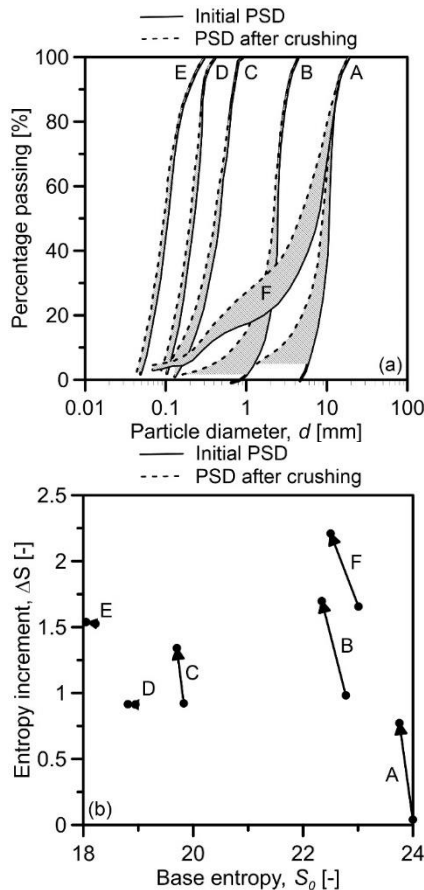 Initial PSD
PSD after crushing
100
80
60
40
20
0
Percentage passing [%]
E D C B A
F
(a)
0.01 0.1 1 10 100
Particle diameter, d [mm]
Initial PSD
PSD after crushing
2.5
2
1.5
1
0.5
0
Entropy increment, ΔS [-]
F
E
B
C
D
A
(b)
18 20 22 24
Base entropy, S₀ [-]